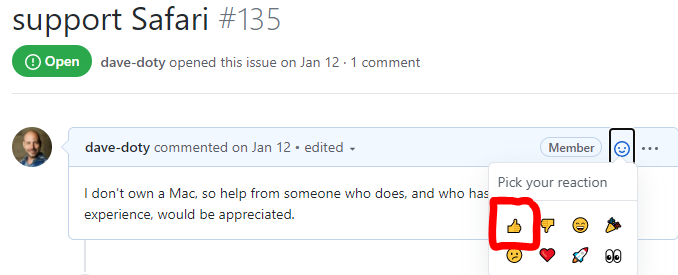 support Safari #135
Open dave-doty opened this issue on Jan 12 · 1 comment
dave-doty commented on Jan 12 • edited Member
Pick your reaction
I don't own a Mac, so help from someone who does, and who has
experience, would be appreciated.